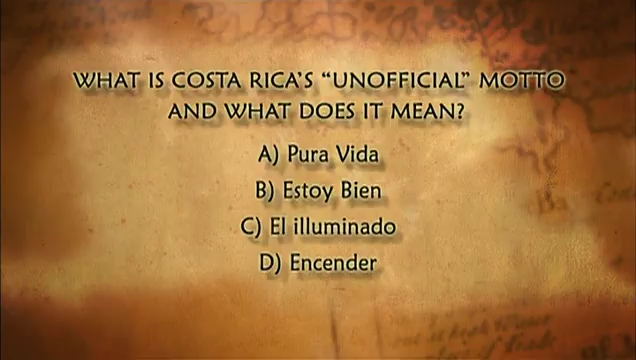 WHAT IS COSTA RICA'S "UNOFFICIAL" MOTTO
AND WHAT DOES IT MEAN?
A) Pura Vida
B) Estoy Bien
C) El illuminado
D) Encender